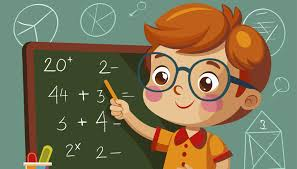 20⁺ 2-
44 + 3 -
3 + 4 -
2ˣ 2 -